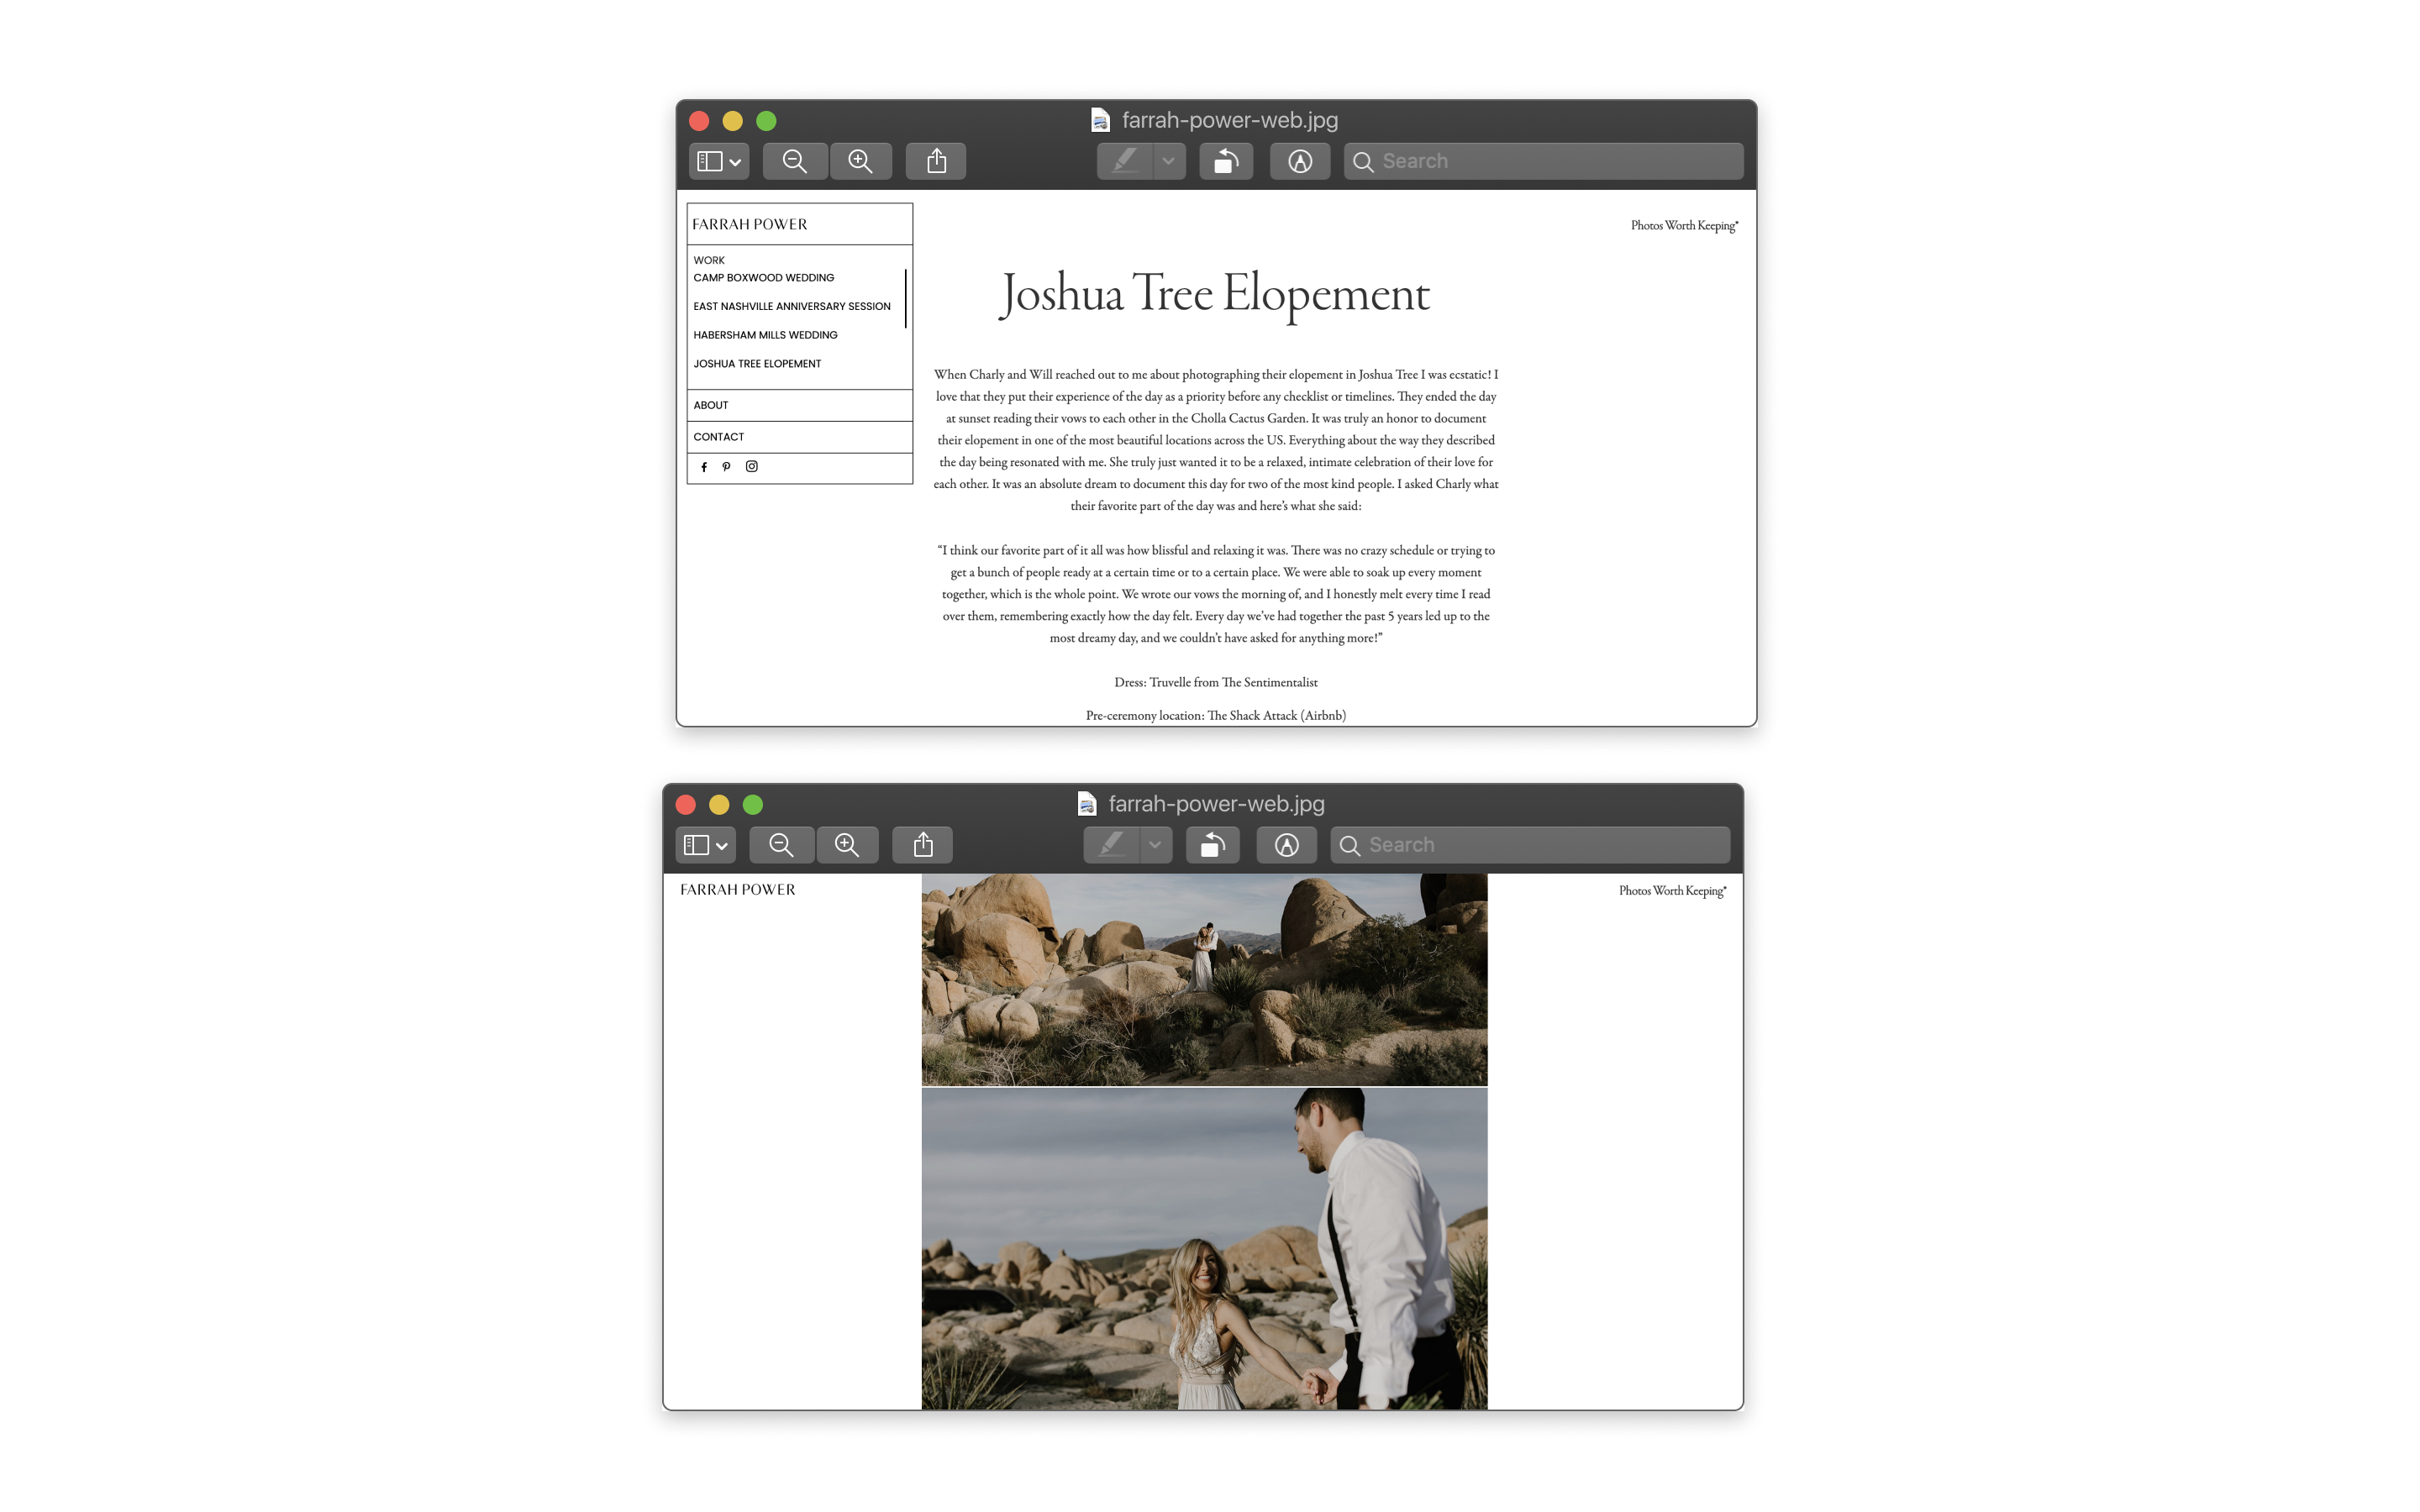 farrah-power-web.jpg
Search
FARRAH POWER
WORK
CAMP BOXWOOD WEDDING
EAST NASHVILLE ANNIVERSARY SESSION
HABERSHAM MILLS WEDDING
JOSHUA TREE ELOPEMENT
ABOUT
CONTACT
Photos Worth Keeping*
Joshua Tree Elopement
When Charly and Will reached out to me about photographing their elopement in Joshua Tree I was ecstatic! I
love that they put their experience of the day as a priority before any checklist or timelines. They ended the day
at sunset reading their vows to each other in the Cholla Cactus Garden. It was truly an honor to document
their elopement in one of the most beautiful locations across the US. Everything about the way they described
the day being resonated with me. She truly just wanted it to be a relaxed, intimate celebration of their love for
each other. It was an absolute dream to document this day for two of the most kind people. I asked Charly what
their favorite part of the day was and here’s what she said:
“I think our favorite part of it all was how blissful and relaxing it was. There was no crazy schedule or trying to
get a bunch of people ready at a certain time or to a certain place. We were able to soak up every moment
together, which is the whole point. We wrote our vows the morning of, and I honestly melt every time I read
over them, remembering exactly how the day felt. Every day we’ve had together the past 5 years led up to the
most dreamy day, and we couldn’t have asked for anything more!”
Dress: Truvelle from The Sentimentalist
Pre-ceremony location: The Shack Attack (Airbnb)
farrah-power-web.jpg
Search
FARRAH POWER
Photos Worth Keeping*